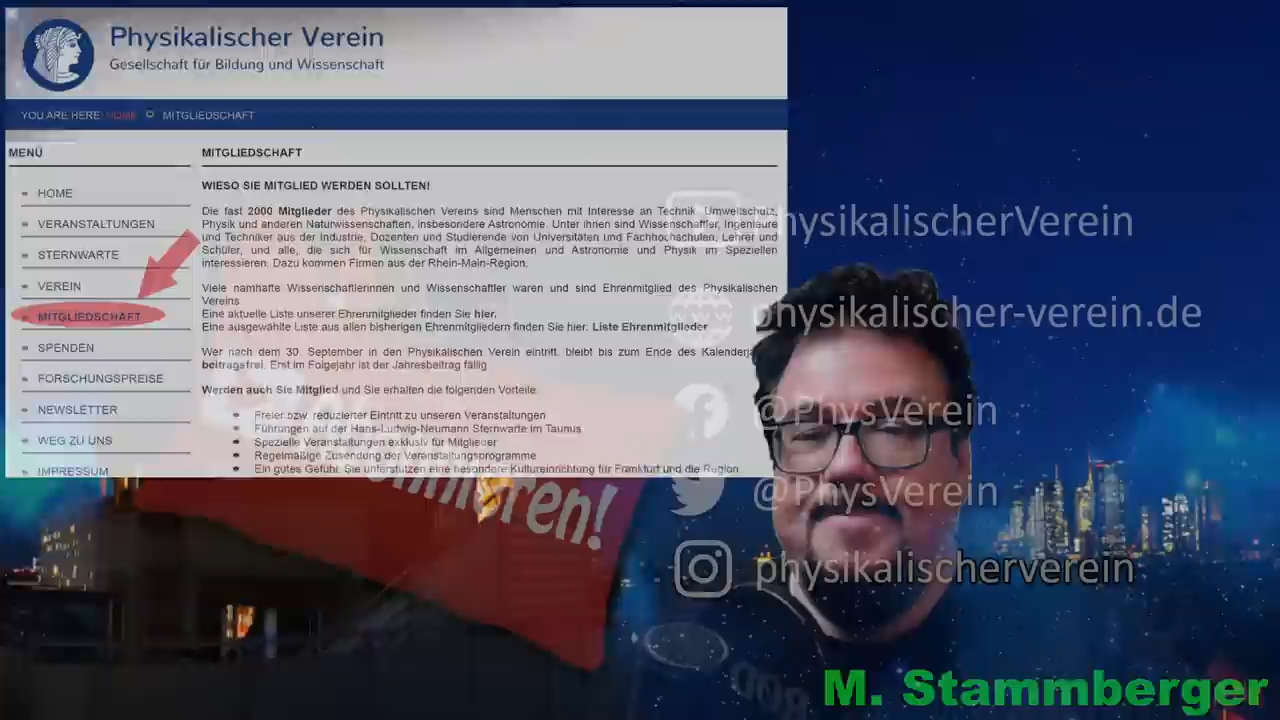 Physikalischer Verein
Gesellschaft für Bildung und Wissenschaft
YOU ARE HERE: HOME MITGLIEDSCHAFT
MENÜ
HOME
VERANSTALTUNGEN
STERNWARTE
VEREIN
MITGLIEDSCHAFT
SPENDEN
FORSCHUNGSPREISE
NEWSLETTER
WEG ZU UNS
IMPRESSUM
MITGLIEDSCHAFT
WIESO SIE MITGLIED WERDEN SOLLTEN!
Die fast 2000 Mitglieder des Physikalischen Vereins sind Menschen mit Interesse an Technik, Umweltschutz,
Physik und anderen Naturwissenschaften, insbesondere Astronomie. Unter ihnen sind Wissenschaftler, Ingenieure
und Techniker aus der Industrie, Dozenten und Studierende von Universitäten und Fachhochschulen, Lehrer und
Schüler, und alle, die sich für Wissenschaft im Allgemeinen und Astronomie und Physik im Speziellen
interessieren. Dazu kommen Firmen aus der Rhein-Main-Region.
Viele namhafte Wissenschaftlerinnen und Wissenschaftler waren und sind Ehrenmitglied des Physikalischen
Vereins
Eine aktuelle Liste unserer Ehrenmitglieder finden Sie hier.
Eine ausgewählte Liste aus allen bisherigen Ehrenmitgliedern finden Sie hier: Liste Ehrenmitglieder
Wer nach dem 30. September in den Physikalischen Verein eintritt, bleibt bis zum Ende des
beitragsfrei. Erst im Folgejahr ist der Jahresbeitrag fällig
Werden auch Sie Mitglied und Sie erhalten die folgenden Vorteile:
Freier bzw. reduzierter Eintritt zu unseren Veranstaltungen
Führungen auf der Hans-Ludwig-Neumann Sternwarte im Taunus
Spezielle Veranstaltungen exklusiv für Mitglieder
Regelmäßige Zusendung der Veranstaltungsprogramme
Ein gutes Gefühl: Sie unterstützen eine besondere Kultureinrichtung für Frankfurt und die Region
physikalischer-verein.de
@PhysVerein
@PhysVerein
physikalischerverein
M. Stammberger